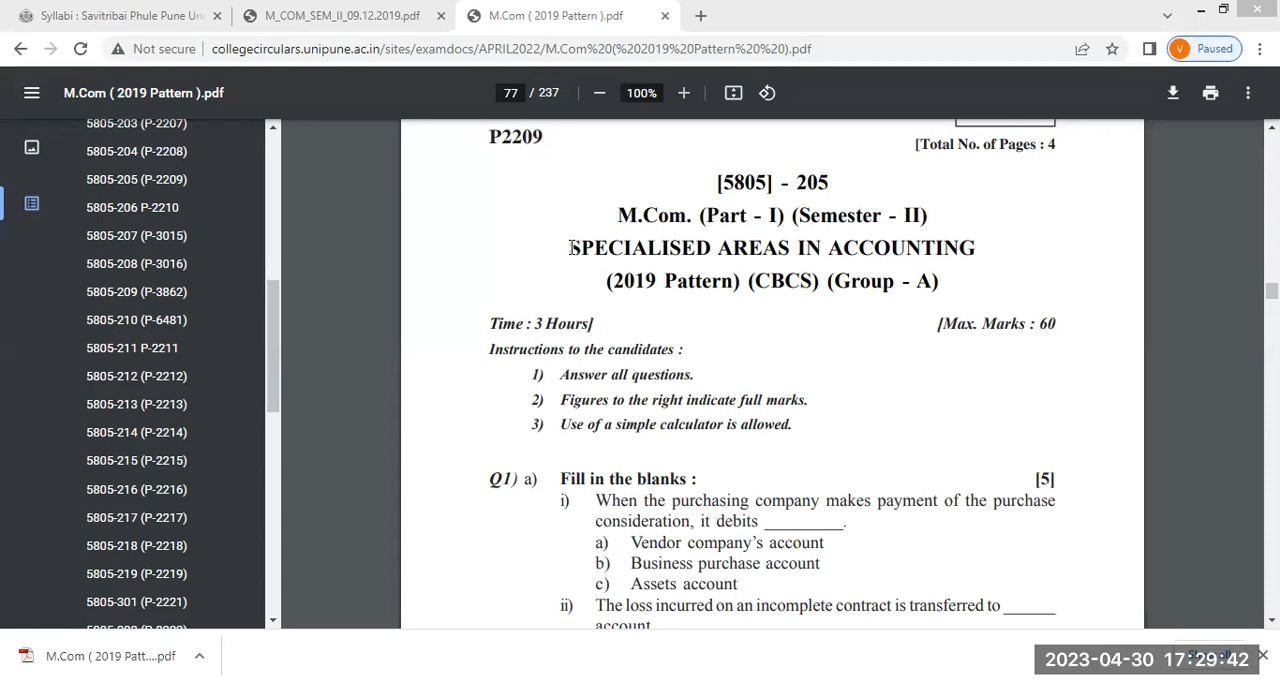 Syllabi : Savitribai Phule Pune Un
M_COM_SEM_II_09.12.2019.pdf
M.Com ( 2019 Pattern ).pdf
Not secure
collegecirculars.unipune.ac.in/sites/examdocs/APRIL2022/M.Com%20(%202019%20Pattern%20%20).pdf
V Paused
M.Com ( 2019 Pattern ).pdf
77 / 237
100%
5805-203 (P-2207)
5805-204 (P-2208)
5805-205 (P-2209)
5805-206 P-2210
5805-207 (P-3015)
5805-208 (P-3016)
5805-209 (P-3862)
5805-210 (P-6481)
5805-211 P-2211
5805-212 (P-2212)
5805-213 (P-2213)
5805-214 (P-2214)
5805-215 (P-2215)
5805-216 (P-2216)
5805-217 (P-2217)
5805-218 (P-2218)
5805-219 (P-2219)
5805-301 (P-2221)
P2209
[Total No. of Pages : 4
[5805] - 205
M.Com. (Part - I) (Semester - II)
SPECIALISED AREAS IN ACCOUNTING
(2019 Pattern) (CBCS) (Group - A)
Time : 3 Hours]
[Max. Marks : 60
Instructions to the candidates :
1) Answer all questions.
2) Figures to the right indicate full marks.
3) Use of a simple calculator is allowed.
Q1) a) Fill in the blanks : [5]
i) When the purchasing company makes payment of the purchase
consideration, it debits _________.
a) Vendor company's account
b) Business purchase account
c) Assets account
ii) The loss incurred on an incomplete contract is transferred to ______
account.
M.Com ( 2019 Patt....pdf
2023-04-30 17:29:42